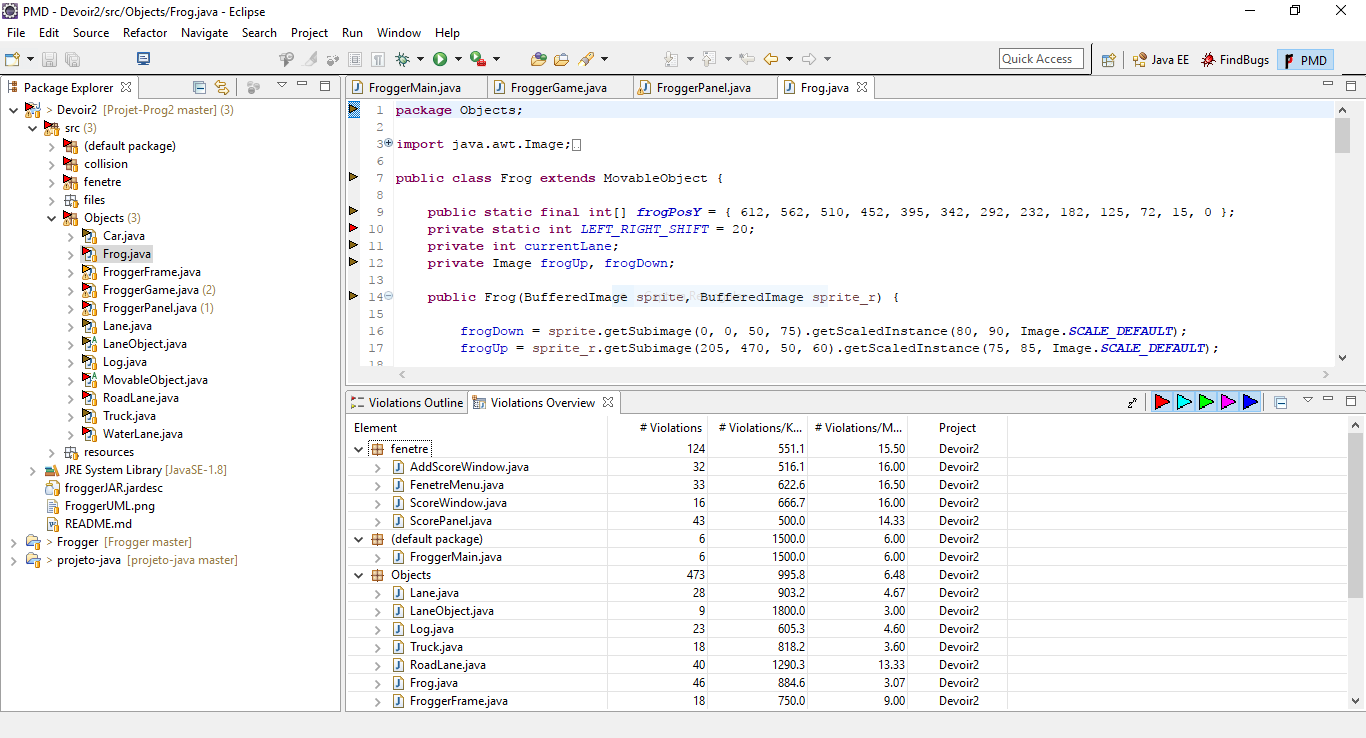 PMD - Devoir2/src/Objects/Frog.java - Eclipse
File Edit Source Refactor Navigate Search Project Run Window Help
Quick Access Java EE FindBugs PMD
Package Explorer
> Devoir2 [Projet-Prog2 master] (3)
src (3)
(default package)
collision
fenetre
files
Objects (3)
Car.java
Frog.java
FroggerFrame.java
FroggerGame.java (2)
FroggerPanel.java (1)
Lane.java
LaneObject.java
Log.java
MovableObject.java
RoadLane.java
Truck.java
WaterLane.java
resources
JRE System Library [JavaSE-1.8]
froggerJAR.jardesc
FroggerUML.png
README.md
> Frogger [Frogger master]
> projeto-java [projeto-java master]
FroggerMain.java FroggerGame.java FroggerPanel.java Frog.java
1 package Objects;
2
3 import java.awt.Image;
6
7 public class Frog extends MovableObject {
8
9 public static final int[] frogPosY = { 612, 562, 510, 452, 395, 342, 292, 232, 182, 125, 72, 15, 0 };
10 private static int LEFT_RIGHT_SHIFT = 20;
11 private int currentLane;
12 private Image frogUp, frogDown;
13
14 public Frog(BufferedImage sprite, BufferedImage sprite_r) {
15
16 frogDown = sprite.getSubimage(0, 0, 50, 75).getScaledInstance(80, 90, Image.SCALE_DEFAULT);
17 frogUp = sprite_r.getSubimage(205, 470, 50, 60).getScaledInstance(75, 85, Image.SCALE_DEFAULT);
18
Violations Outline Violations Overview
Element # Violations # Violations/K... # Violations/M... Project
fenetre 124 551.1 15.50 Devoir2
AddScoreWindow.java 32 516.1 16.00 Devoir2
FenetreMenu.java 33 622.6 16.50 Devoir2
ScoreWindow.java 16 666.7 16.00 Devoir2
ScorePanel.java 43 500.0 14.33 Devoir2
(default package) 6 1500.0 6.00 Devoir2
FroggerMain.java 6 1500.0 6.00 Devoir2
Objects 473 995.8 6.48 Devoir2
Lane.java 28 903.2 4.67 Devoir2
LaneObject.java 9 1800.0 3.00 Devoir2
Log.java 23 605.3 4.60 Devoir2
Truck.java 18 818.2 3.60 Devoir2
RoadLane.java 40 1290.3 13.33 Devoir2
Frog.java 46 884.6 3.07 Devoir2
FroggerFrame.java 18 750.0 9.00 Devoir2